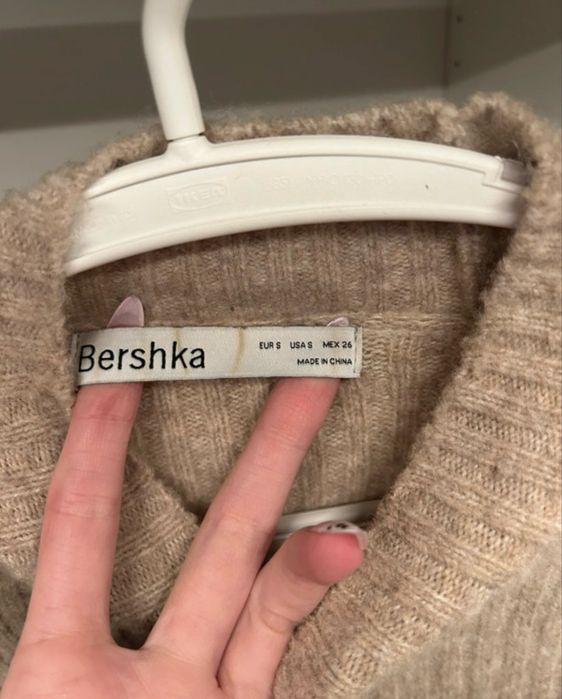 IKEA
Bershka
EUR S USA S MEX 26
MADE IN CHINA